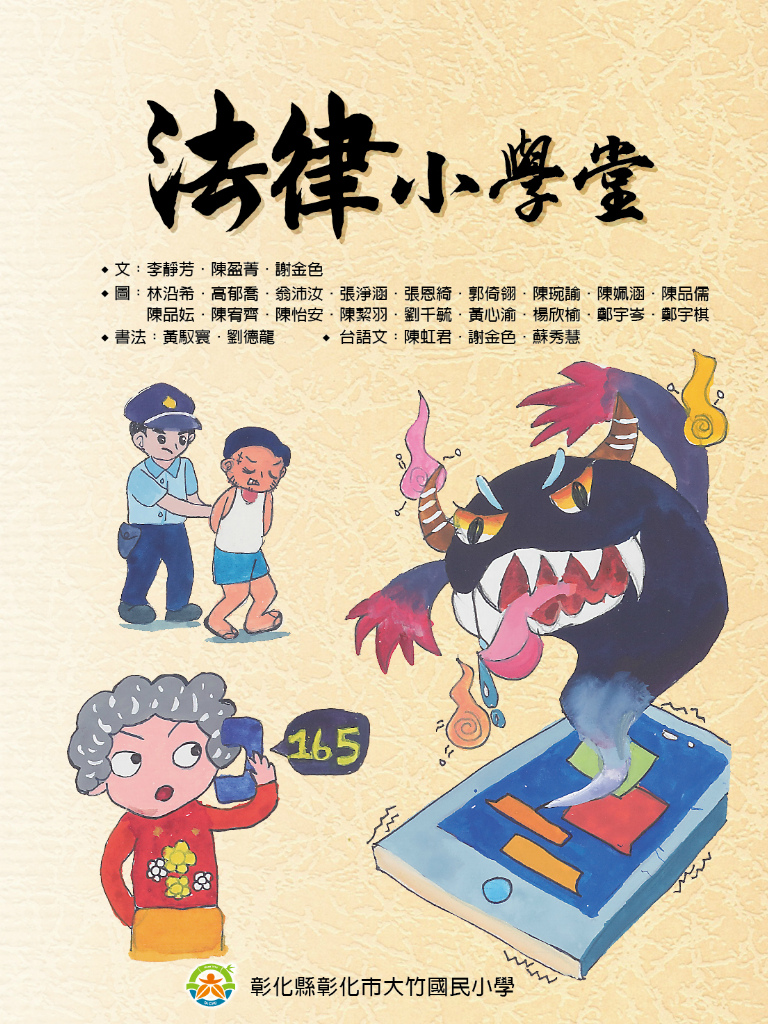 法律小學堂
◆ 文：李靜芳．陳盈菁．謝金色
◆ 圖：林沿希．高郁喬．翁沛汝．張淨涵．張恩綺．郭倚翎．陳琬諭．陳姵涵．陳品儒
陳品妘．陳宥齊．陳怡安．陳絜羽．劉千毓．黃心渝．楊欣榆．鄭宇岑．鄭宇棋
◆ 書法：黃馭寰．劉德龍 ◆ 台語文：陳虹君．謝金色．蘇秀慧
165
彰化縣彰化市大竹國民小學